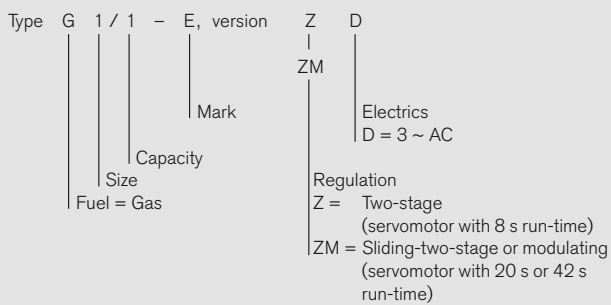 Type G 1 / 1 – E, version Z D
ZM
Mark
Electrics
D = 3 ~ AC
Capacity
Size
Fuel = Gas
Regulation
Z = Two-stage
(servomotor with 8 s run-time)
ZM = Sliding-two-stage or modulating
(servomotor with 20 s or 42 s
run-time)